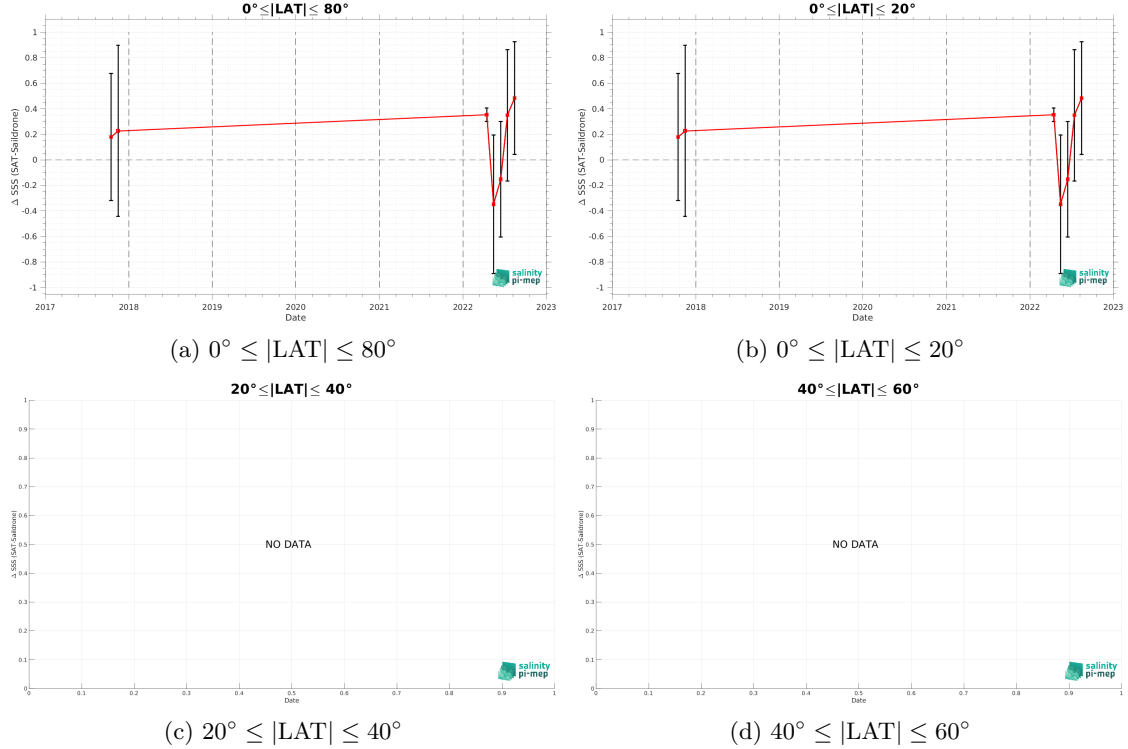 0°≤|LAT|≤ 80°
1
0.8
0.6
0.4
0.2
0
-0.2
-0.4
-0.6
-0.8
-1
Δ SSS (SAT-Saildrone)
salinity
pi-mep
2017 2018 2019 2020 2021 2022 2023
Date
(a) 0° ≤ |LAT| ≤ 80°
0°≤|LAT|≤ 20°
1
0.8
0.6
0.4
0.2
0
-0.2
-0.4
-0.6
-0.8
-1
Δ SSS (SAT-Saildrone)
salinity
pi-mep
2017 2018 2019 2020 2021 2022 2023
Date
(b) 0° ≤ |LAT| ≤ 20°
20°≤|LAT|≤ 40°
1
0.9
0.8
0.7
0.6
0.5
0.4
0.3
0.2
0.1
0
Δ SSS (SAT-Saildrone)
NO DATA
salinity
pi-mep
0 0.1 0.2 0.3 0.4 0.5 0.6 0.7 0.8 0.9 1
Date
(c) 20° ≤ |LAT| ≤ 40°
40°≤|LAT|≤ 60°
1
0.9
0.8
0.7
0.6
0.5
0.4
0.3
0.2
0.1
0
Δ SSS (SAT-Saildrone)
NO DATA
salinity
pi-mep
0 0.1 0.2 0.3 0.4 0.5 0.6 0.7 0.8 0.9 1
Date
(d) 40° ≤ |LAT| ≤ 60°